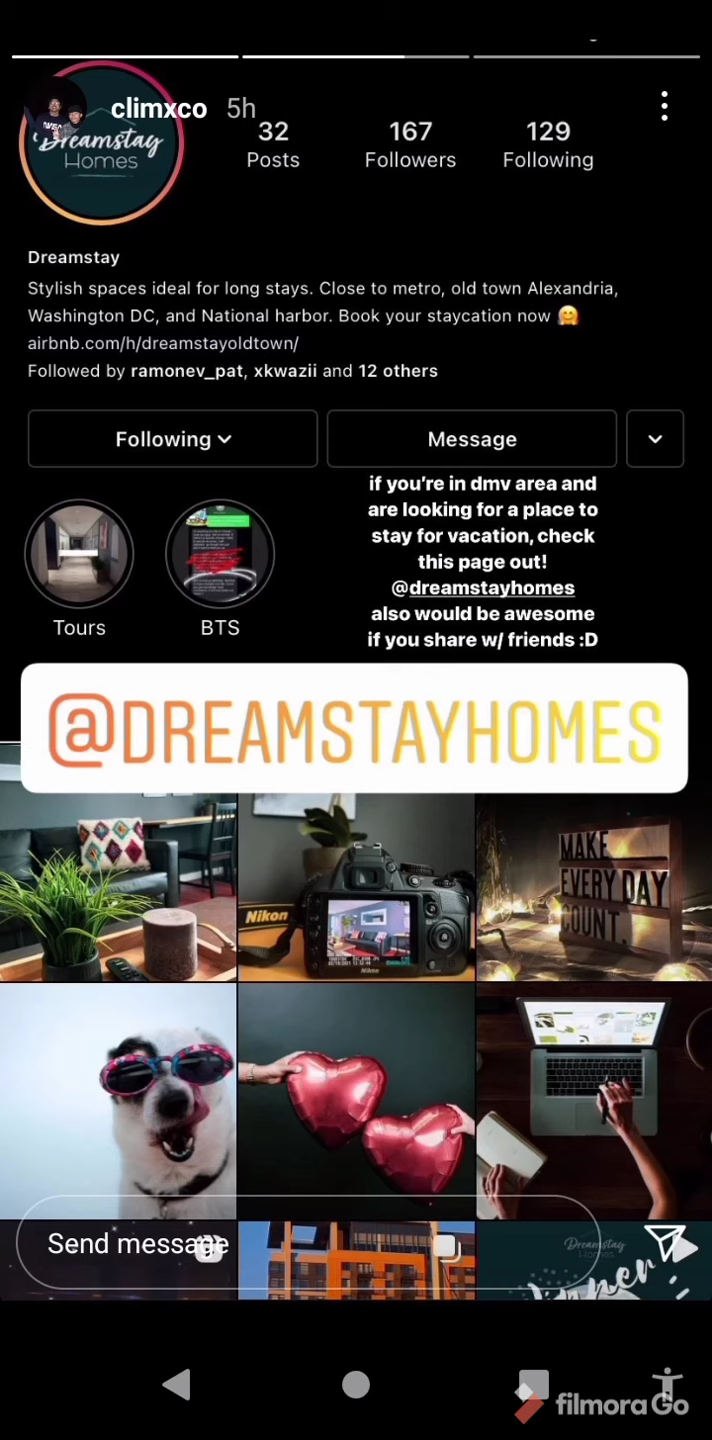 climxco 5h
Dreamstay
Homes
32
Posts
167
Followers
129
Following
Dreamstay
Stylish spaces ideal for long stays. Close to metro, old town Alexandria,
Washington DC, and National harbor. Book your staycation now 🤗
airbnb.com/h/dreamstayoldtown/
Followed by ramonev_pat, xkwazii and 12 others
Following
Message
if you're in dmv area and
are looking for a place to
stay for vacation, check
this page out!
@dreamstayhomes
also would be awesome
if you share w/ friends :D
Tours
BTS
@DREAMSTAYHOMES
Nikon
Nikon
MAKE
EVERY DAY
COUNT.
Send message
Dreamstay
Homes
filmoraGo